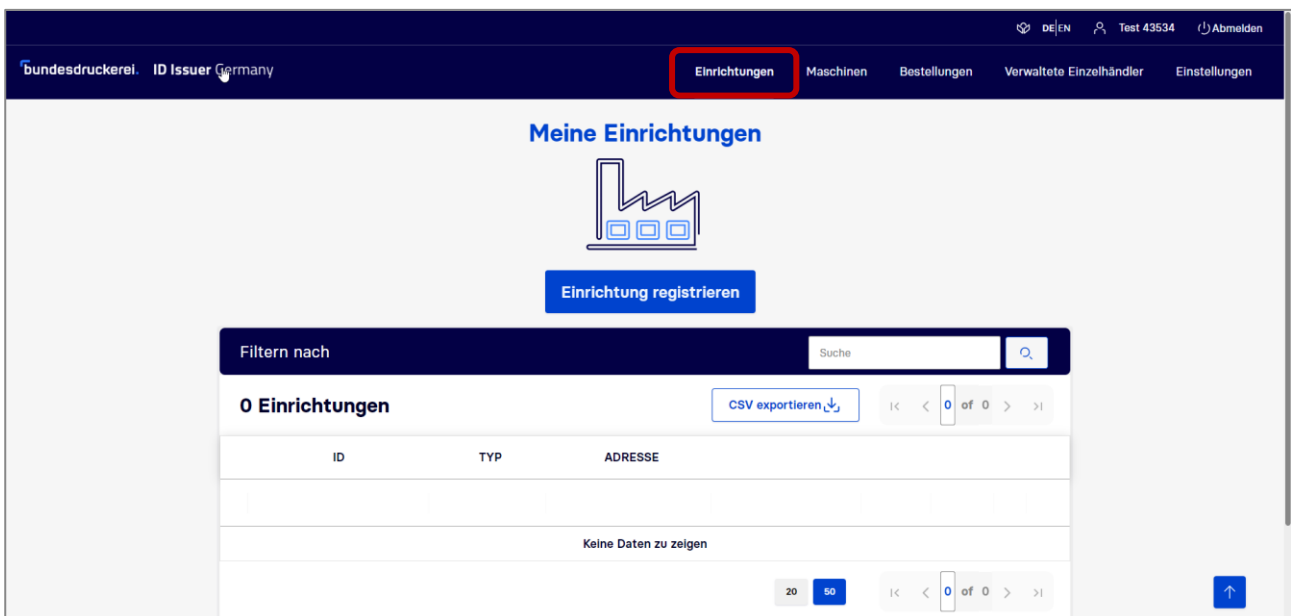 DE|EN Test 43534 Abmelden
bundesdruckerei. ID Issuer Germany Einrichtungen Maschinen Bestellungen Verwaltete Einzelhändler Einstellungen
Meine Einrichtungen
Einrichtung registrieren
Filtern nach Suche
0 Einrichtungen CSV exportieren 0 of 0
ID TYP ADRESSE
Keine Daten zu zeigen
20 50 0 of 0